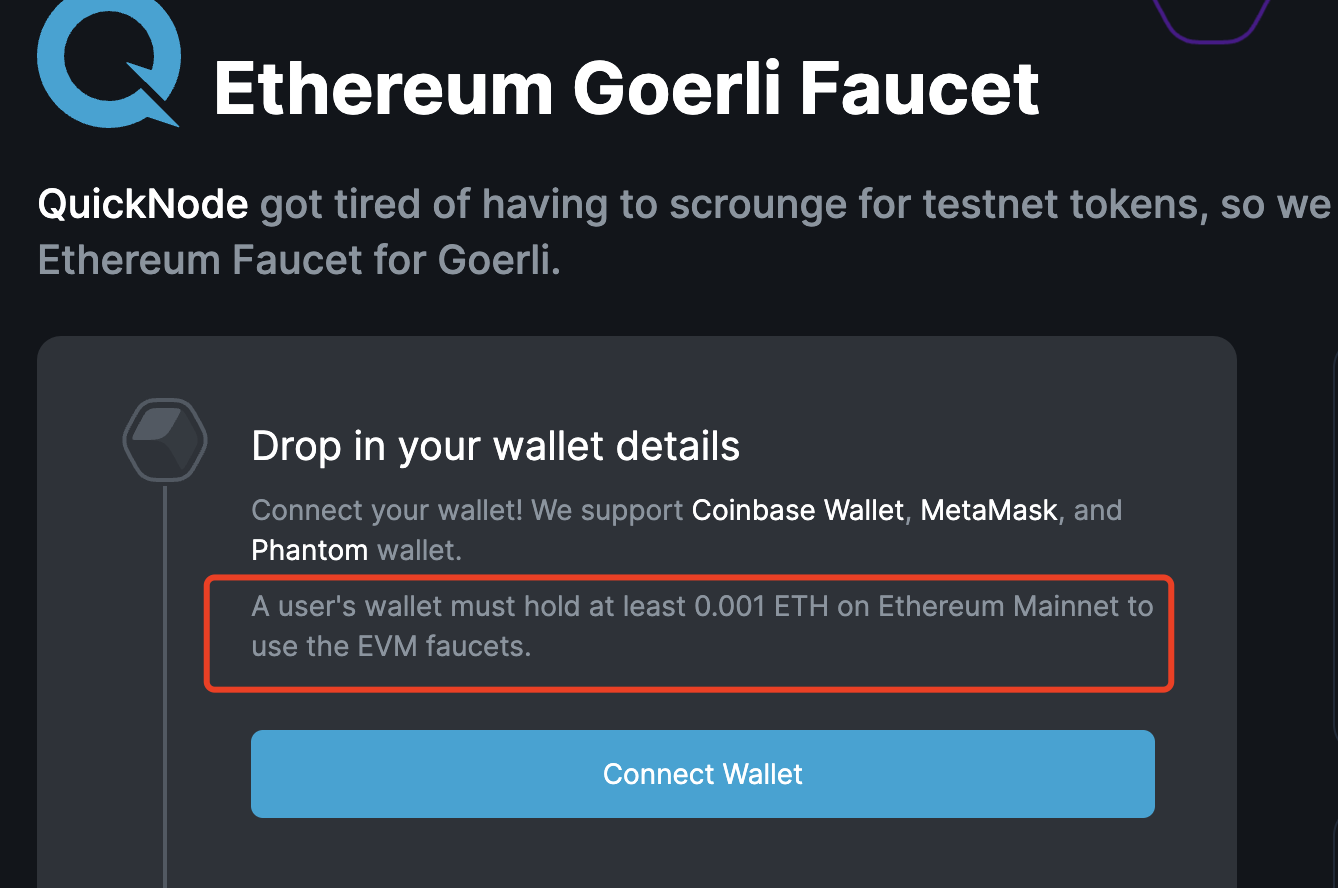 Ethereum Goerli Faucet
QuickNode got tired of having to scrounge for testnet tokens, so we
Ethereum Faucet for Goerli.
Drop in your wallet details
Connect your wallet! We support Coinbase Wallet, MetaMask, and
Phantom wallet.
A user's wallet must hold at least 0.001 ETH on Ethereum Mainnet to
use the EVM faucets.
Connect Wallet